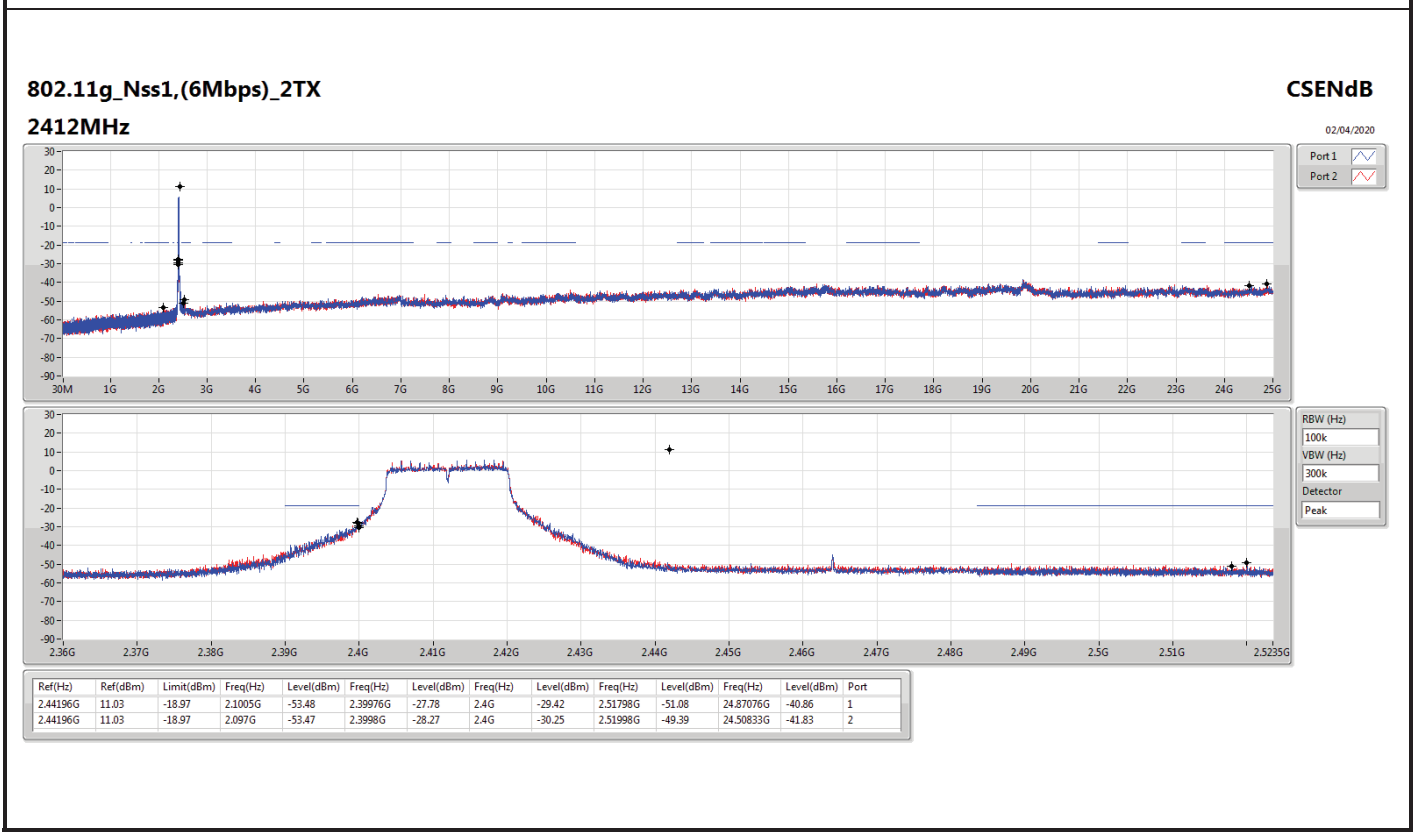 802.11g_Nss1,(6Mbps)_2TX CSENdB
2412MHz 02/04/2020
Port 1
Port 2
30
20
10
0
-10
-20
-30
-40
-50
-60
-70
-80
-90
30M 1G 2G 3G 4G 5G 6G 7G 8G 9G 10G 11G 12G 13G 14G 15G 16G 17G 18G 19G 20G 21G 22G 23G 24G 25G
30
20
10
0
-10
-20
-30
-40
-50
-60
-70
-80
-90
2.36G 2.37G 2.38G 2.39G 2.4G 2.41G 2.42G 2.43G 2.44G 2.45G 2.46G 2.47G 2.48G 2.49G 2.5G 2.51G 2.5235G
RBW (Hz)
100k
VBW (Hz)
300k
Detector
Peak
Ref(Hz) Ref(dBm) Limit(dBm) Freq(Hz) Level(dBm) Freq(Hz) Level(dBm) Freq(Hz) Level(dBm) Freq(Hz) Level(dBm) Freq(Hz) Level(dBm) Port
2.44196G 11.03 -18.97 2.1005G -53.48 2.39976G -27.78 2.4G -29.42 2.51798G -51.08 24.87076G -40.86 1
2.44196G 11.03 -18.97 2.097G -53.47 2.3998G -28.27 2.4G -30.25 2.51998G -49.39 24.50833G -41.83 2